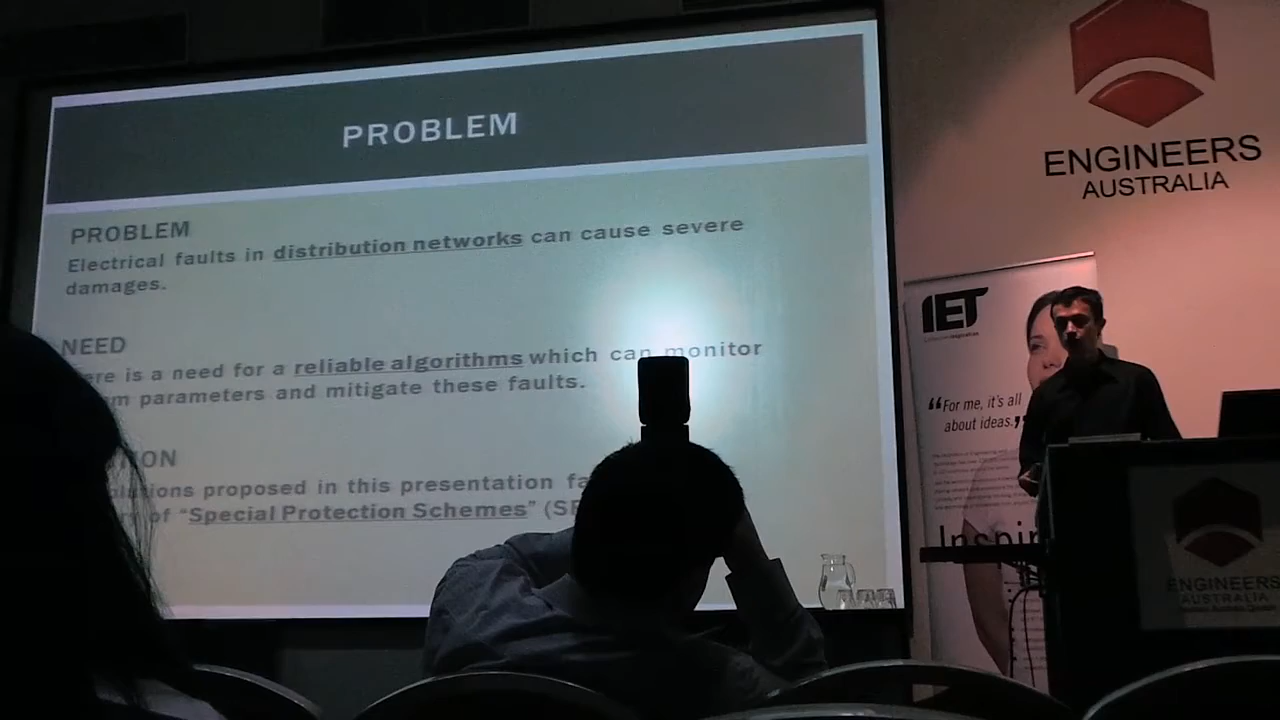 PROBLEM
PROBLEM
Electrical faults in distribution networks can cause severe
damages.
NEED
is a need for a reliable algorithms which can monitor
parameters and mitigate these faults.
proposed in this presentation
of "Special Protection Schemes"
ENGINEERS
AUSTRALIA
IET
"For me, it's all
about ideas."
ENGINEERS
AUSTRALIA